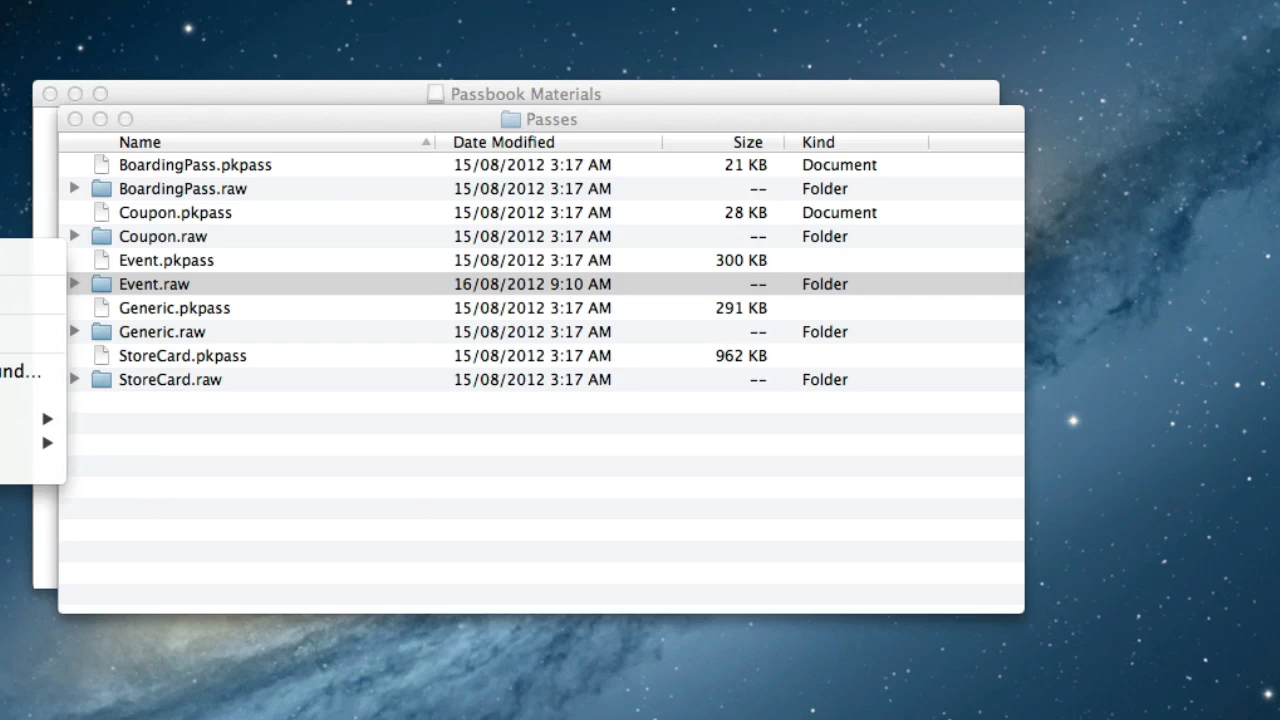 Passbook Materials
Passes
Name Date Modified Size Kind
BoardingPass.pkpass 15/08/2012 3:17 AM 21 KB Document
BoardingPass.raw 15/08/2012 3:17 AM -- Folder
Coupon.pkpass 15/08/2012 3:17 AM 28 KB Document
Coupon.raw 15/08/2012 3:17 AM -- Folder
Event.pkpass 15/08/2012 3:17 AM 300 KB
Event.raw 16/08/2012 9:10 AM -- Folder
Generic.pkpass 15/08/2012 3:17 AM 291 KB
Generic.raw 15/08/2012 3:17 AM -- Folder
StoreCard.pkpass 15/08/2012 3:17 AM 962 KB
StoreCard.raw 15/08/2012 3:17 AM -- Folder